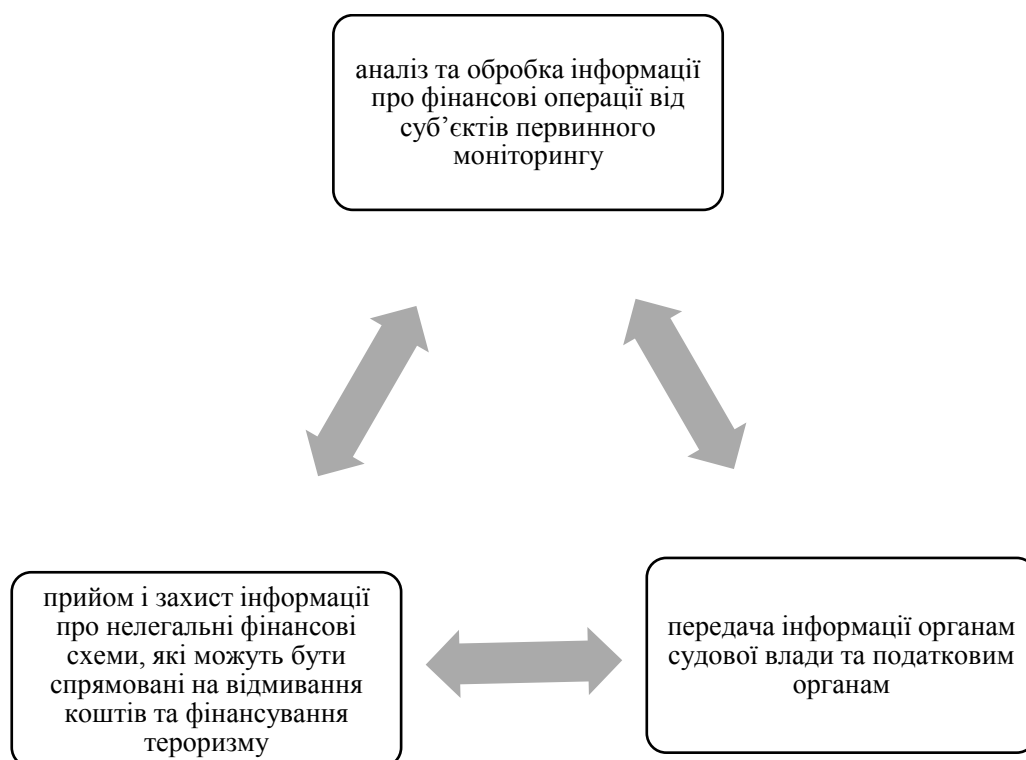 аналіз та обробка інформації
про фінансові операції від
суб’єктів первинного
моніторингу
прийом і захист інформації
про нелегальні фінансові
схеми, які можуть бути
спрямовані на відмивання
коштів та фінансування
тероризму
передача інформації органам
судової влади та податковим
органам